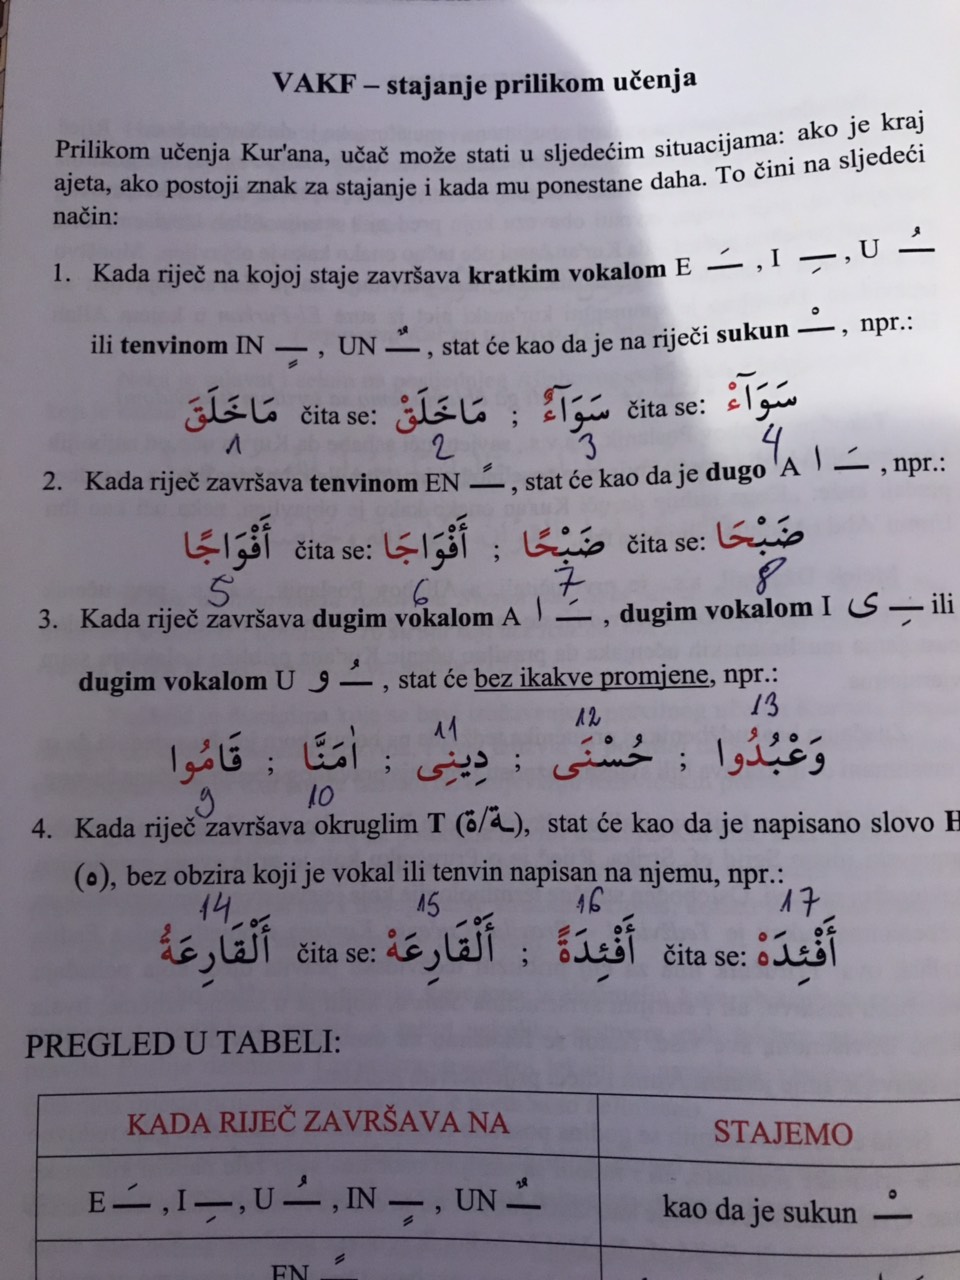 VAKF – stajanje prilikom učenja
Prilikom učenja Kur'ana, učač može stati u sljedećim situacijama: ako je kraj
ajeta, ako postoji znak za stajanje i kada mu ponestane daha. To čini na sljedeći
način:
1. Kada riječ na kojoj staje završava kratkim vokalom E ـَ , I ـِ , U ـُ
ili tenvinom IN ـٍ , UN ـٌ , stat će kao da je na riječi sukun ـْ , npr.:
مَاخَلَقَ čita se: مَاخَلَقْ ; سَوَآءٌ čita se: سَوَآءْ
1 2 3 4
2. Kada riječ završava tenvinom EN ـً , stat će kao da je dugo A ـَ ا , npr.:
أَفْوَاجًا čita se: أَفْوَاجَا ; ضَبْحًا čita se: ضَبْحَا
5 6 7 8
3. Kada riječ završava dugim vokalom A ـَ ا , dugim vokalom I ـِ ى ili
dugim vokalom U ـُ و , stat će bez ikakve promjene, npr.:
11 12 13
قَامُوا ; اٰمَنَّا ; دِينِى ; حُسْنَى ; وَعْبُدُوا
9 10
4. Kada riječ završava okruglim T (ة/ـة), stat će kao da je napisano slovo H
(ه), bez obzira koji je vokal ili tenvin napisan na njemu, npr.:
14 15 16 17
أَلْقَارِعَةُ čita se: أَلْقَارِعَهْ ; أَفْئِدَةً čita se: أَفْئِدَهْ
PREGLED U TABELI:
KADA RIJEČ ZAVRŠAVA NA STAJEMO
E ـَ , I ـِ , U ـُ , IN ـٍ , UN ـٌ kao da je sukun ـْ
EN ـً